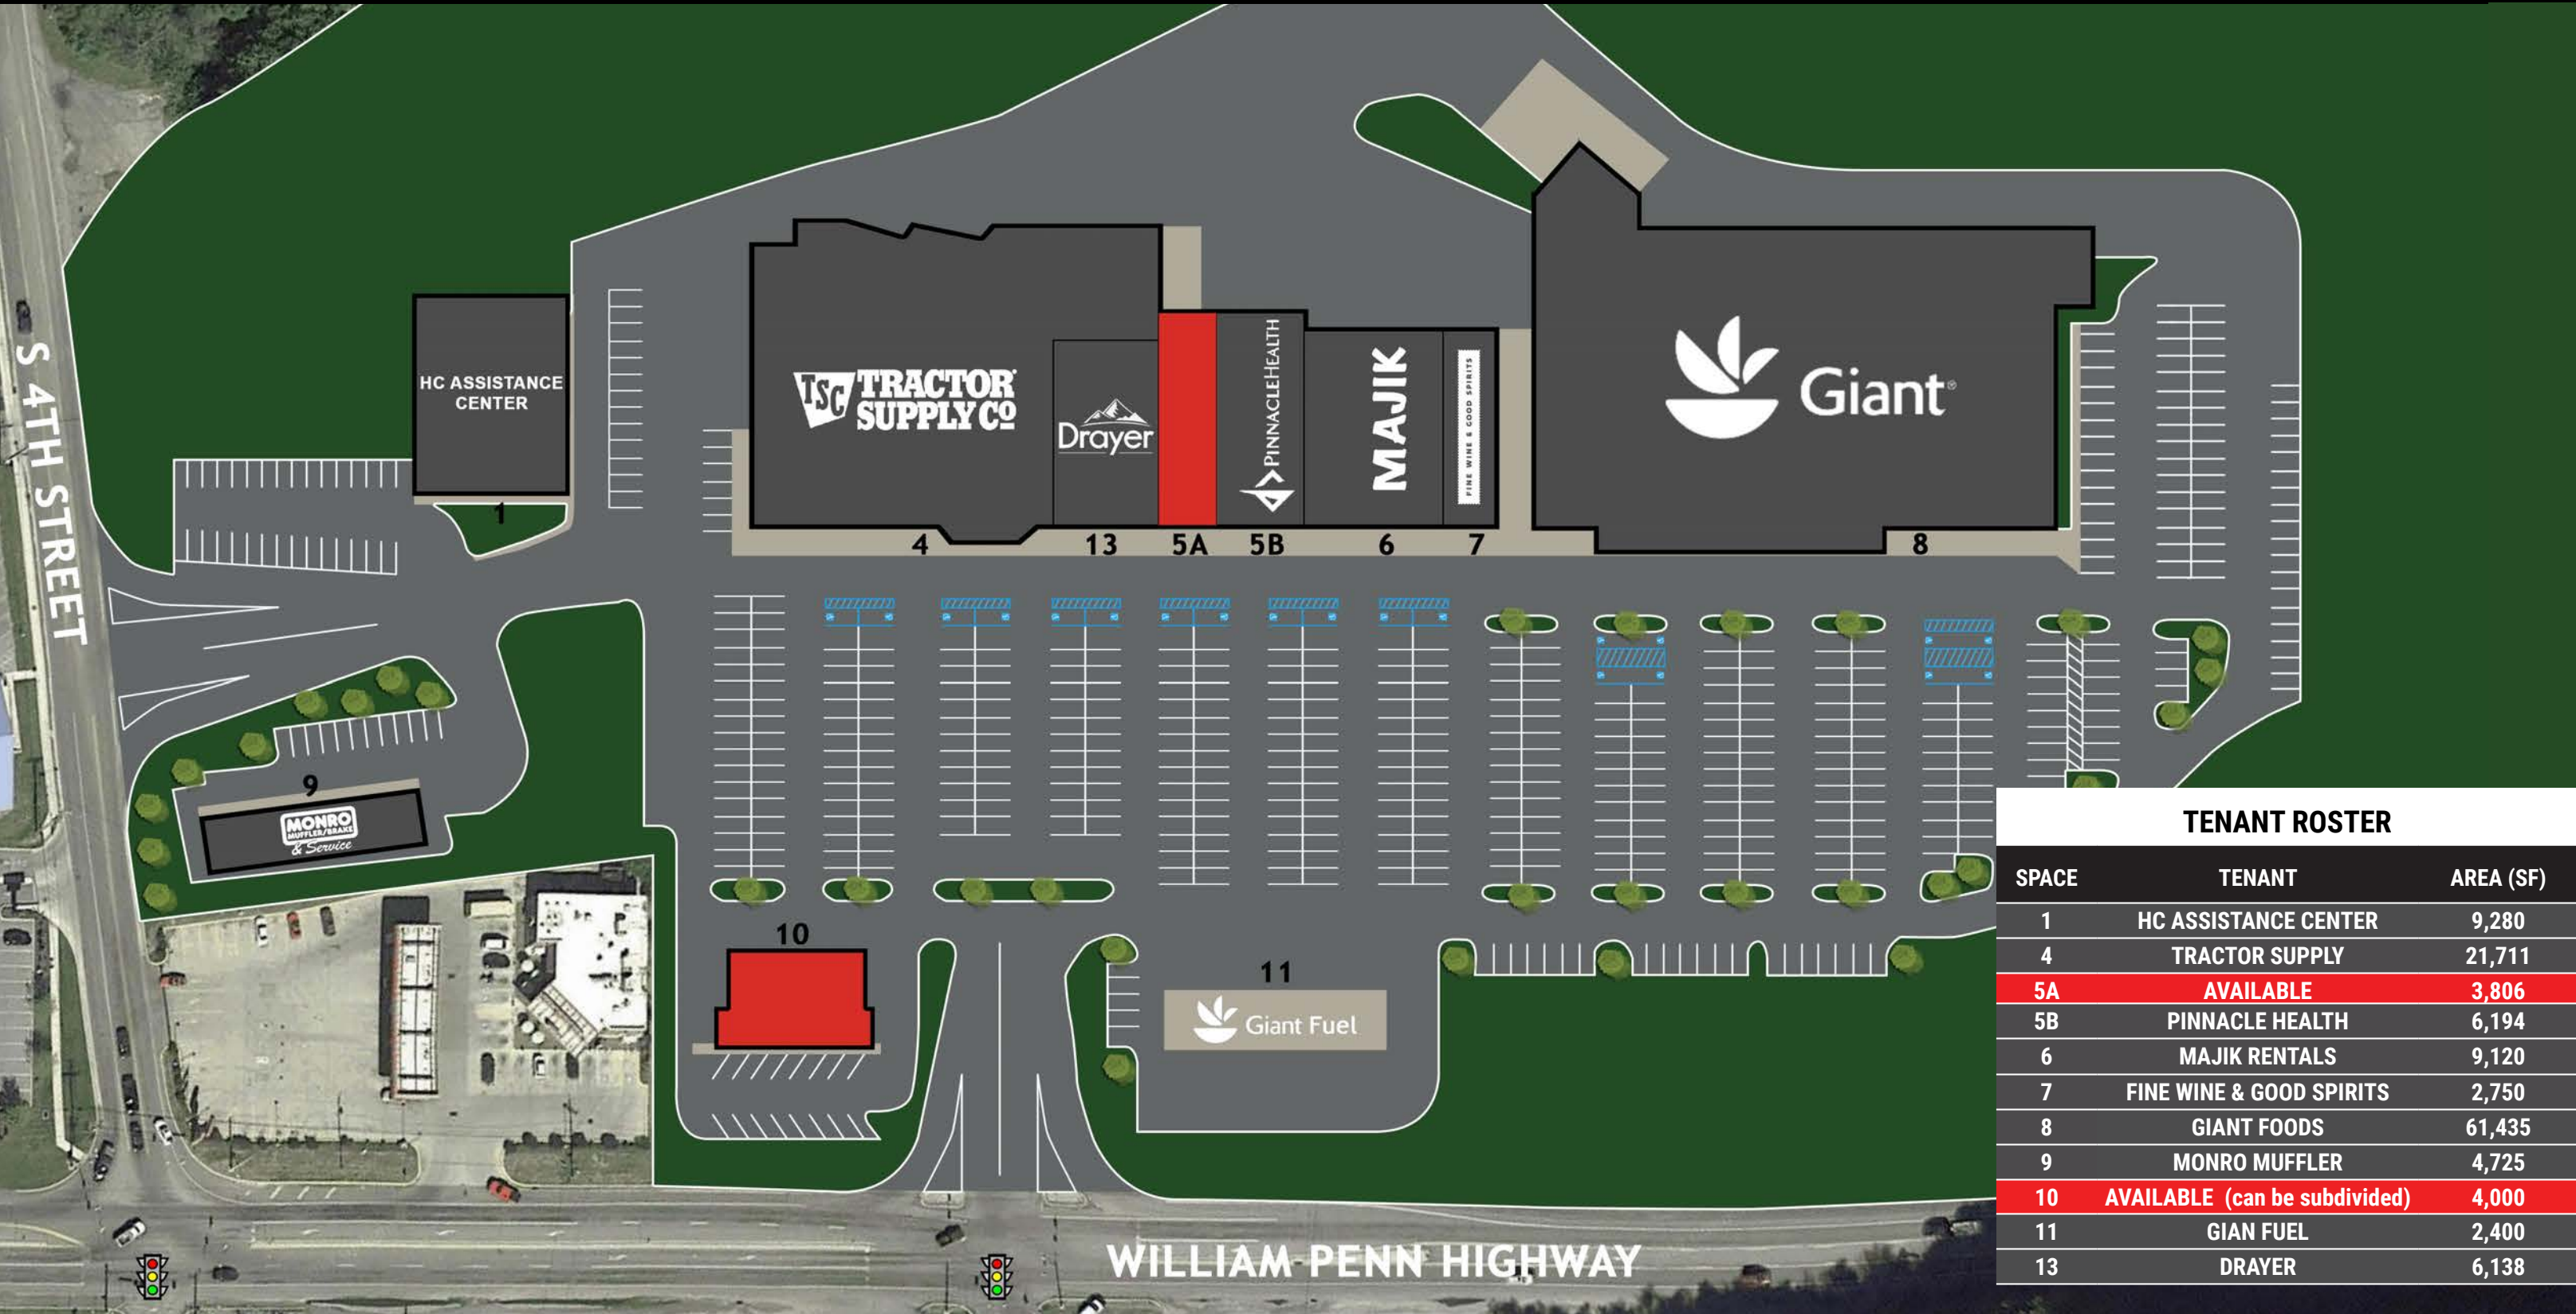 S 4TH STREET
HC ASSISTANCE
CENTER
1
TSC TRACTOR
SUPPLY CO
Drayer
PINNACLEHEALTH
MAJIK
FINE WINE & GOOD SPIRITS
Giant®
4
13
5A
5B
6
7
8
9
MONRO
MUFFLER/BRAKE
& Service
10
11
Giant Fuel
WILLIAM PENN HIGHWAY
TENANT ROSTER
SPACE TENANT AREA (SF)
1 HC ASSISTANCE CENTER 9,280
4 TRACTOR SUPPLY 21,711
5A AVAILABLE 3,806
5B PINNACLE HEALTH 6,194
6 MAJIK RENTALS 9,120
7 FINE WINE & GOOD SPIRITS 2,750
8 GIANT FOODS 61,435
9 MONRO MUFFLER 4,725
10 AVAILABLE (can be subdivided) 4,000
11 GIAN FUEL 2,400
13 DRAYER 6,138